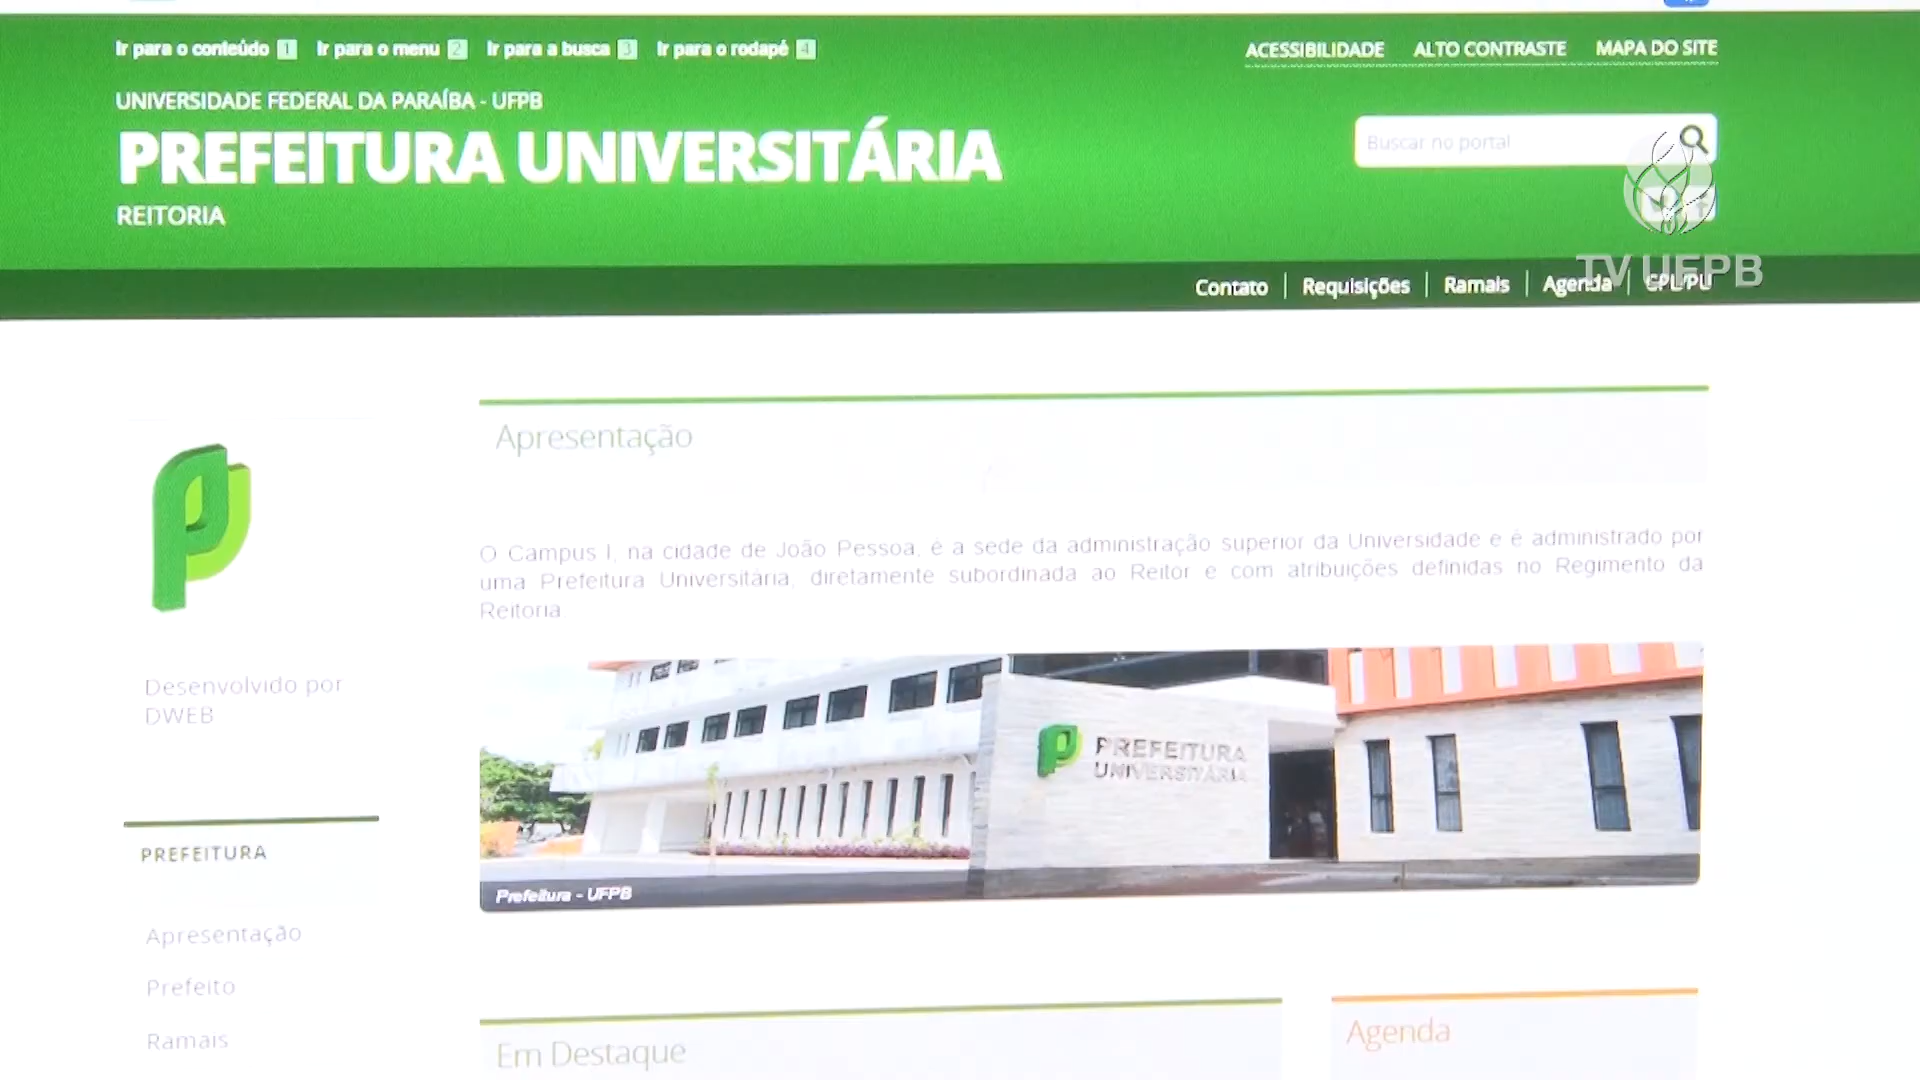 Ir para o conteúdo 1 Ir para o menu 2 Ir para a busca 3 Ir para o rodapé 4
ACESSIBILIDADE ALTO CONTRASTE MAPA DO SITE
UNIVERSIDADE FEDERAL DA PARAÍBA - UFPB
PREFEITURA UNIVERSITÁRIA
REITORIA
Buscar no portal
TV UFPB
Contato Requisições Ramais Agenda CPL/PU
Apresentação
O Campus I, na cidade de João Pessoa, é a sede da administração superior da Universidade e é administrado por
uma Prefeitura Universitária, diretamente subordinada ao Reitor e com atribuições definidas no Regimento da
Reitoria
Desenvolvido por
DWEB
PREFEITURA
UNIVERSITÁRIA
Prefeitura - UFPB
PREFEITURA
Apresentação
Prefeito
Ramais
Em Destaque
Agenda